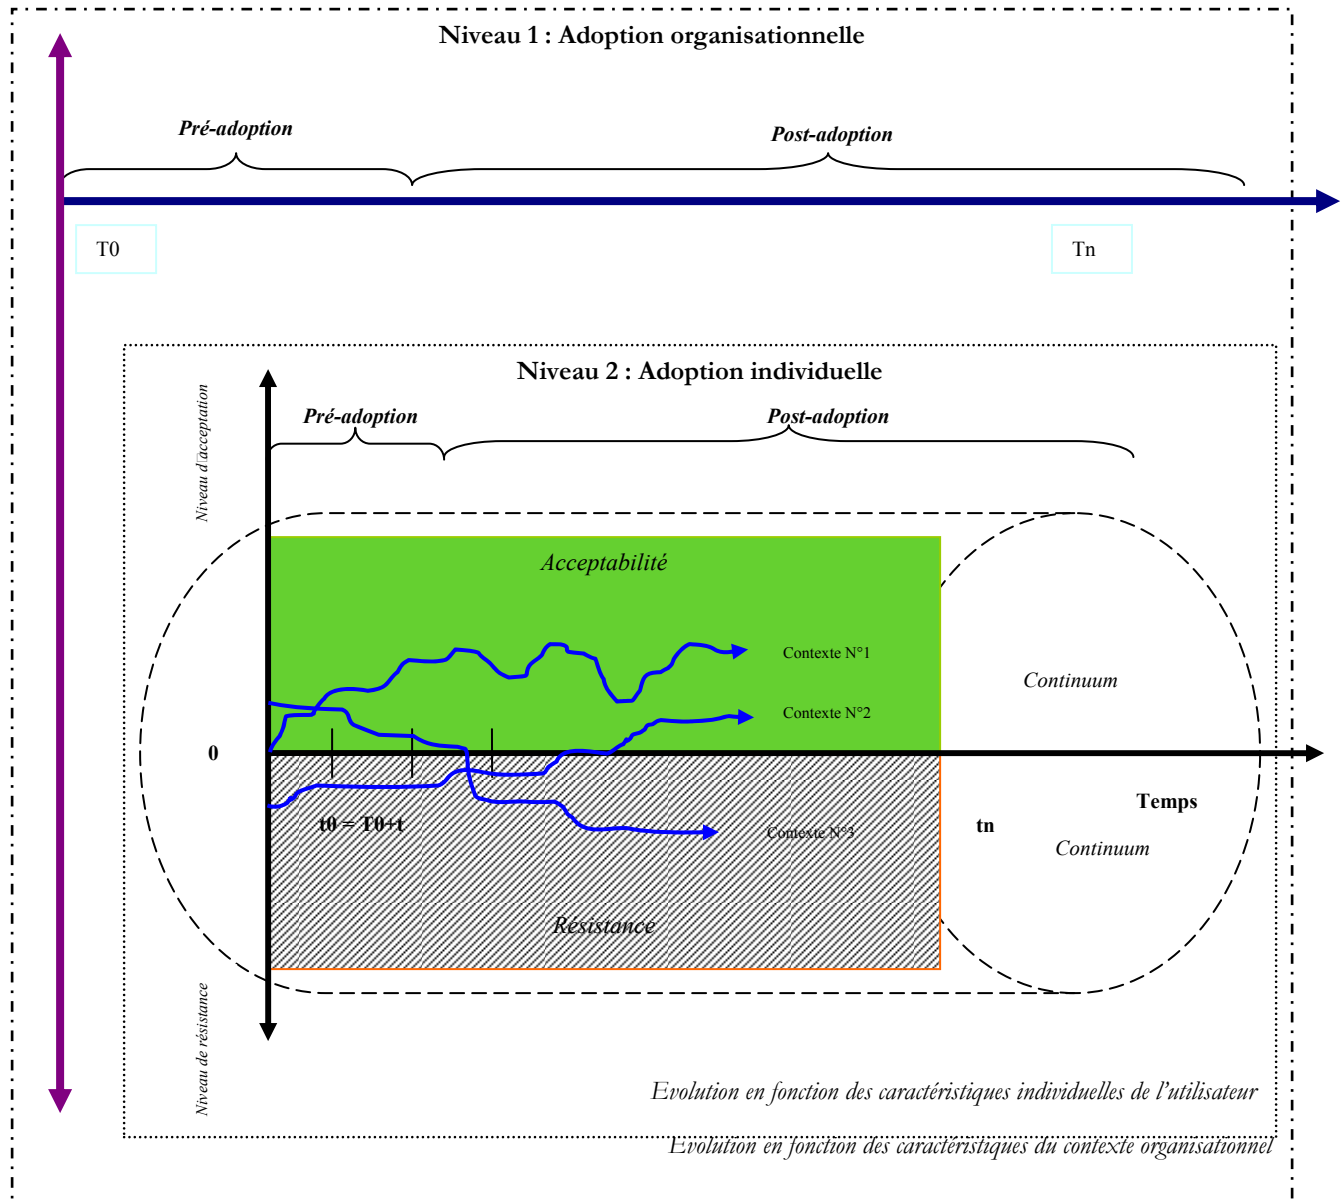 Niveau 1 : Adoption organisationnelle
Pré-adoption
Post-adoption
T0
Tn
Niveau 2 : Adoption individuelle
Niveau d□acceptation
Pré-adoption
Post-adoption
Acceptabilité
Contexte N°1
Continuum
Contexte N°2
0
Temps
t0 = T0+t
tn
Contexte N°3
Continuum
Résistance
Niveau de résistance
Evolution en fonction des caractéristiques individuelles de l'utilisateur
Evolution en fonction des caractéristiques du contexte organisationnel